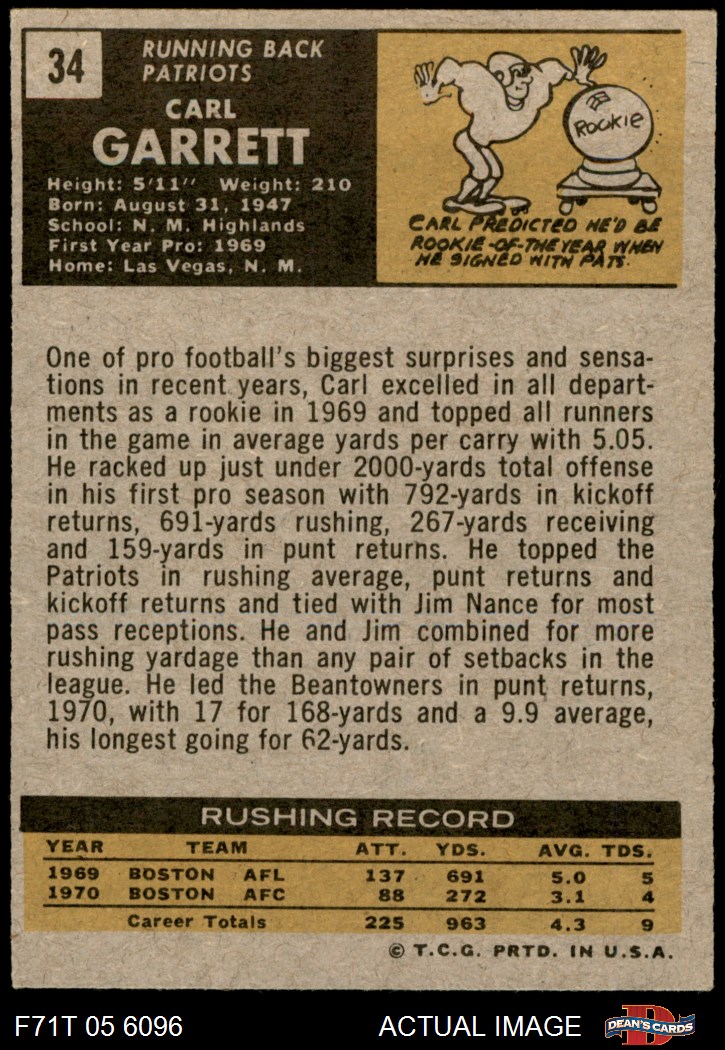 34
RUNNING BACK
PATRIOTS
CARL
GARRETT
Height: 5'11" Weight: 210
Born: August 31, 1947
School: N. M. Highlands
First Year Pro: 1969
Home: Las Vegas, N. M.
ROOKIE
CARL PREDICTED HE'D BE
ROOKIE-OF-THE YEAR WHEN
HE SIGNED WITH PATS.
One of pro football's biggest surprises and sensa-
tions in recent years, Carl excelled in all depart-
ments as a rookie in 1969 and topped all runners
in the game in average yards per carry with 5.05.
He racked up just under 2000-yards total offense
in his first pro season with 792-yards in kickoff
returns, 691-yards rushing, 267-yards receiving
and 159-yards in punt returns. He topped the
Patriots in rushing average, punt returns and
kickoff returns and tied with Jim Nance for most
pass receptions. He and Jim combined for more
rushing yardage than any pair of setbacks in the
league. He led the Beantowners in punt returns,
1970, with 17 for 168-yards and a 9.9 average,
his longest going for 62-yards.
RUSHING RECORD
YEAR TEAM ATT. YDS. AVG. TDS.
1969 BOSTON AFL 137 691 5.0 5
1970 BOSTON AFC 88 272 3.1 4
Career Totals 225 963 4.3 9
© T.C.G. PRTD. IN U.S.A.
F71T 05 6096 ACTUAL IMAGE D DEAN'S CARDS